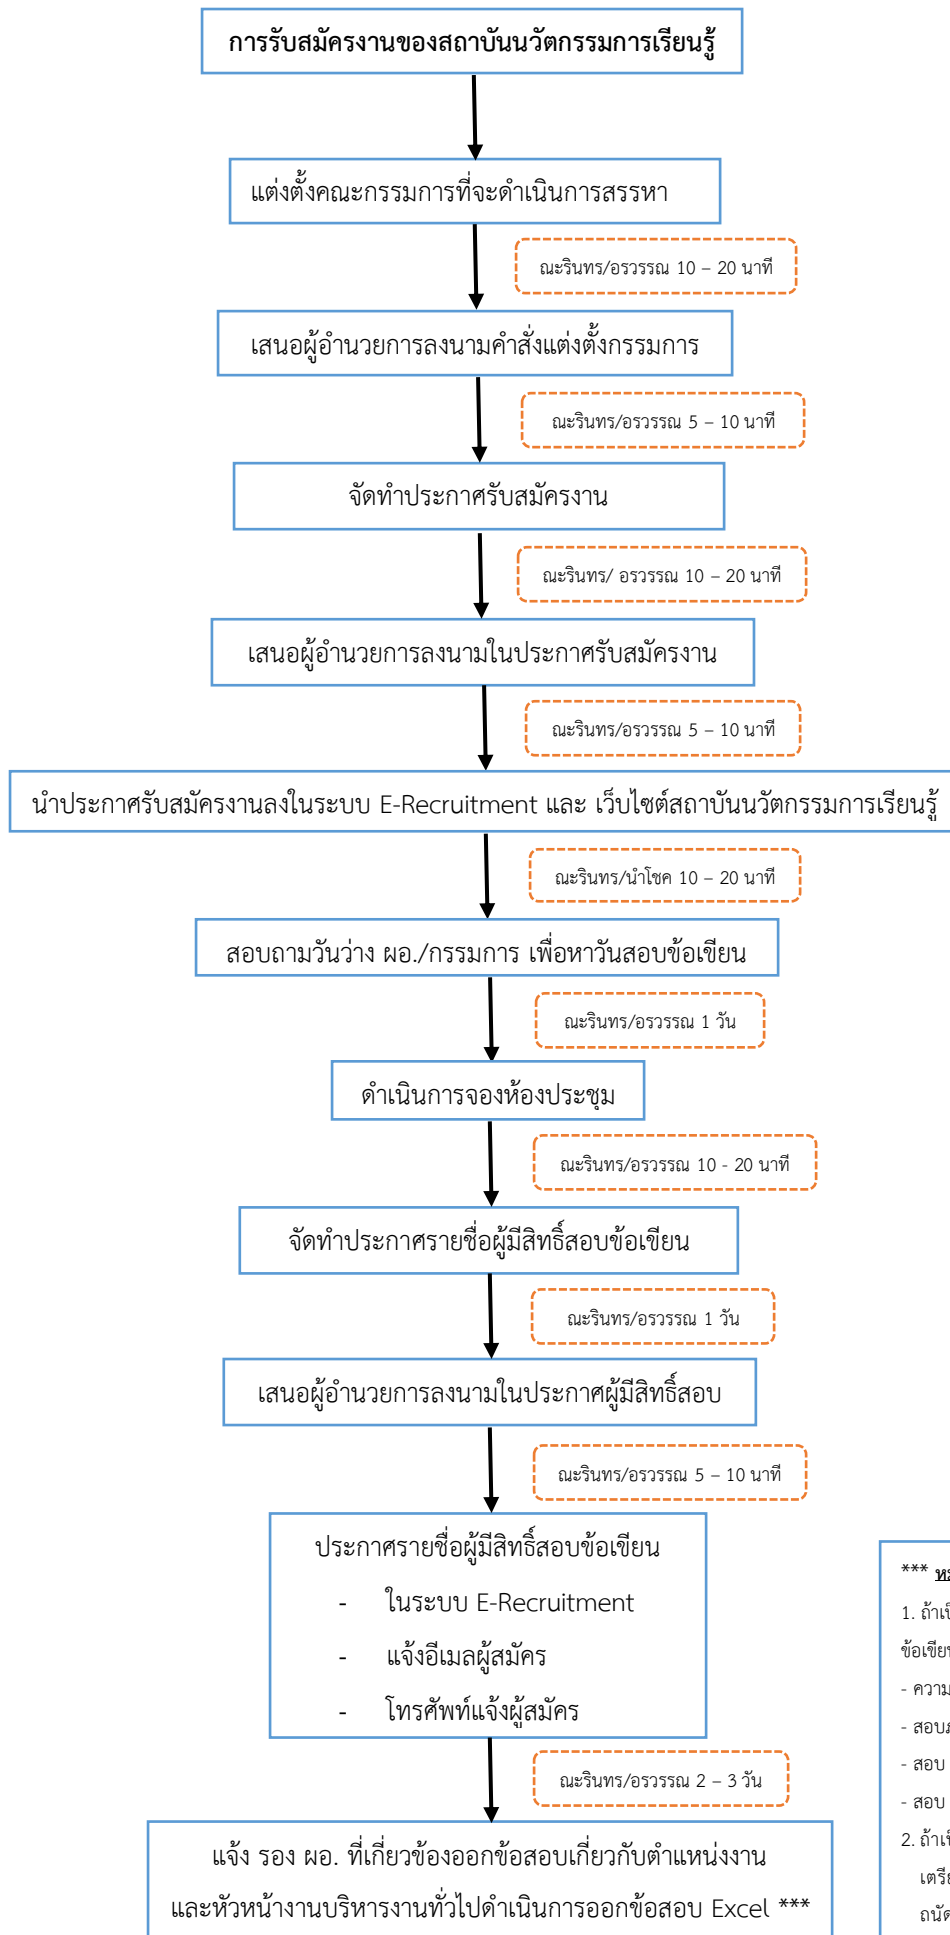 การรับสมัครงานของสถาบันนวัตกรรมการเรียนรู้
แต่งตั้งคณะกรรมการที่จะดำเนินการสรรหา
ณะรินทร/อรวรรณ 10 – 20 นาที
เสนอผู้อำนวยการลงนามคำสั่งแต่งตั้งกรรมการ
ณะรินทร/อรวรรณ 5 – 10 นาที
จัดทำประกาศรับสมัครงาน
ณะรินทร/ อรวรรณ 10 – 20 นาที
เสนอผู้อำนวยการลงนามในประกาศรับสมัครงาน
ณะรินทร/อรวรรณ 5 – 10 นาที
นำประกาศรับสมัครงานลงในระบบ E-Recruitment และ เว็บไซต์สถาบันนวัตกรรมการเรียนรู้
ณะรินทร/นำโชค 10 – 20 นาที
สอบถามวันว่าง ผอ./กรรมการ เพื่อหาวันสอบข้อเขียน
ณะรินทร/อรวรรณ 1 วัน
ดำเนินการจองห้องประชุม
ณะรินทร/อรวรรณ 10 - 20 นาที
จัดทำประกาศรายชื่อผู้มีสิทธิ์สอบข้อเขียน
ณะรินทร/อรวรรณ 1 วัน
เสนอผู้อำนวยการลงนามในประกาศผู้มีสิทธิ์สอบ
ณะรินทร/อรวรรณ 5 – 10 นาที
ประกาศรายชื่อผู้มีสิทธิ์สอบข้อเขียน
- ในระบบ E-Recruitment
- แจ้งอีเมลผู้สมัคร
- โทรศัพท์แจ้งผู้สมัคร
ณะรินทร/อรวรรณ 2 – 3 วัน
แจ้ง รอง ผอ. ที่เกี่ยวข้องออกข้อสอบเกี่ยวกับตำแหน่งงาน
และหัวหน้างานบริหารงานทั่วไปดำเนินการออกข้อสอบ Excel ***
***
1.
- ความ
- สอบ
- สอบ
2.